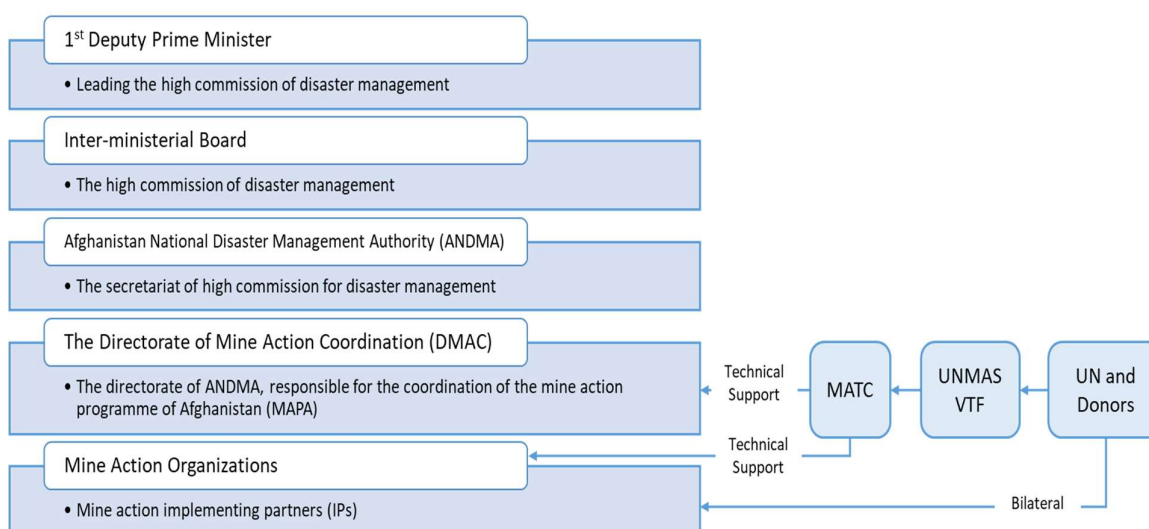 1st Deputy Prime Minister
• Leading the high commission of disaster management
Inter-ministerial Board
• The high commission of disaster management
Afghanistan National Disaster Management Authority (ANDMA)
• The secretariat of high commission for disaster management
The Directorate of Mine Action Coordination (DMAC)
• The directorate of ANDMA, responsible for the coordination of the mine action
programme of Afghanistan (MAPA)
Technical
Support
MATC
UNMAS
VTF
UN and
Donors
Technical
Support
Mine Action Organizations
• Mine action implementing partners (IPs)
Bilateral